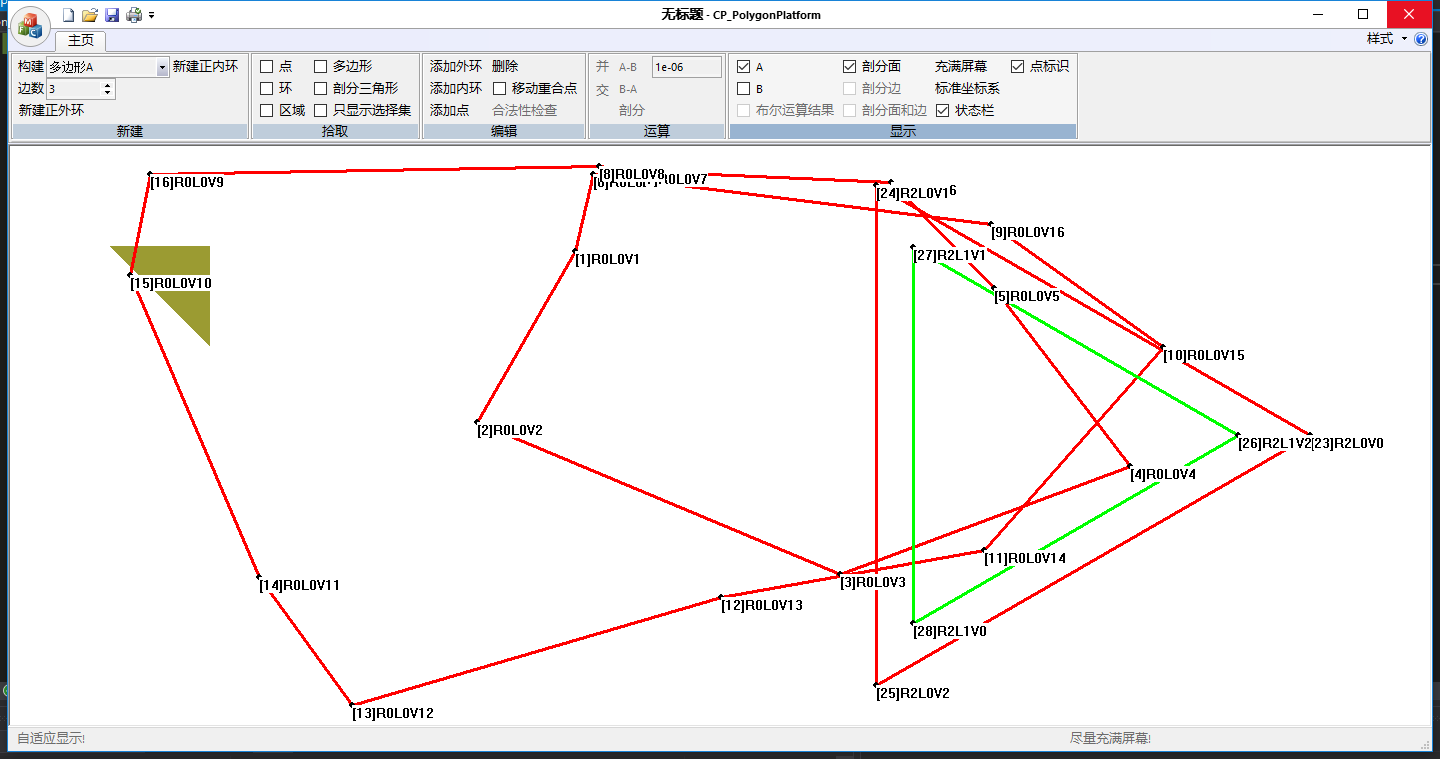 无标题 - CP_PolygonPlatform
主页
样式
构建 多边形A 新建正内环
边数 3
新建正外环
新建
点 多边形
环 剖分三角形
区域 只显示选择集
拾取
添加外环 删除
添加内环 移动重合点
添加点 合法性检查
编辑
并 A-B 1e-06
交 B-A
剖分
运算
A 剖分面 充满屏幕 点标识
B 剖分边 标准坐标系
布尔运算结果 剖分面和边 状态栏
显示
[8]R0L0V8
R0L0V7
[16]R0L0V9
[24]R2L0V1
[9]R0L0V16
[27]R2L1V1
[1]R0L0V1
[15]R0L0V10
[5]R0L0V5
[10]R0L0V15
[2]R0L0V2
[26]R2L1V2
[23]R2L0V0
[4]R0L0V4
[11]R0L0V14
[3]R0L0V3
[14]R0L0V11
[12]R0L0V13
[28]R2L1V0
[25]R2L0V2
[13]R0L0V12
自适应显示!
尽量充满屏幕!